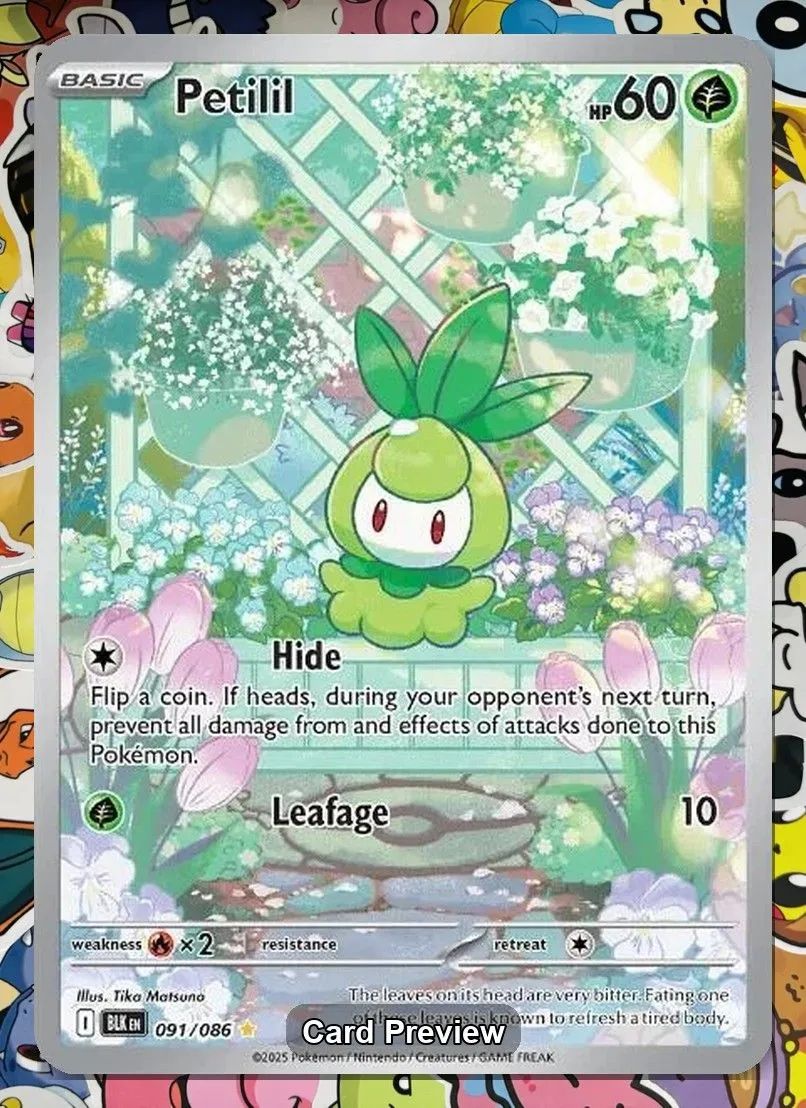 BASIC
Petilil
HP 60
Hide
Flip a coin. If heads, during your opponent's next turn,
prevent all damage from and effects of attacks done to this
Pokémon.
Leafage 10
weakness ×2 resistance retreat
Illus. Tika Matsuno
The leaves on its head are very bitter. Eating one
of these leaves is known to refresh a tired body.
I BLK EN 091/086
Card Preview
©2025 Pokémon / Nintendo / Creatures / GAME FREAK